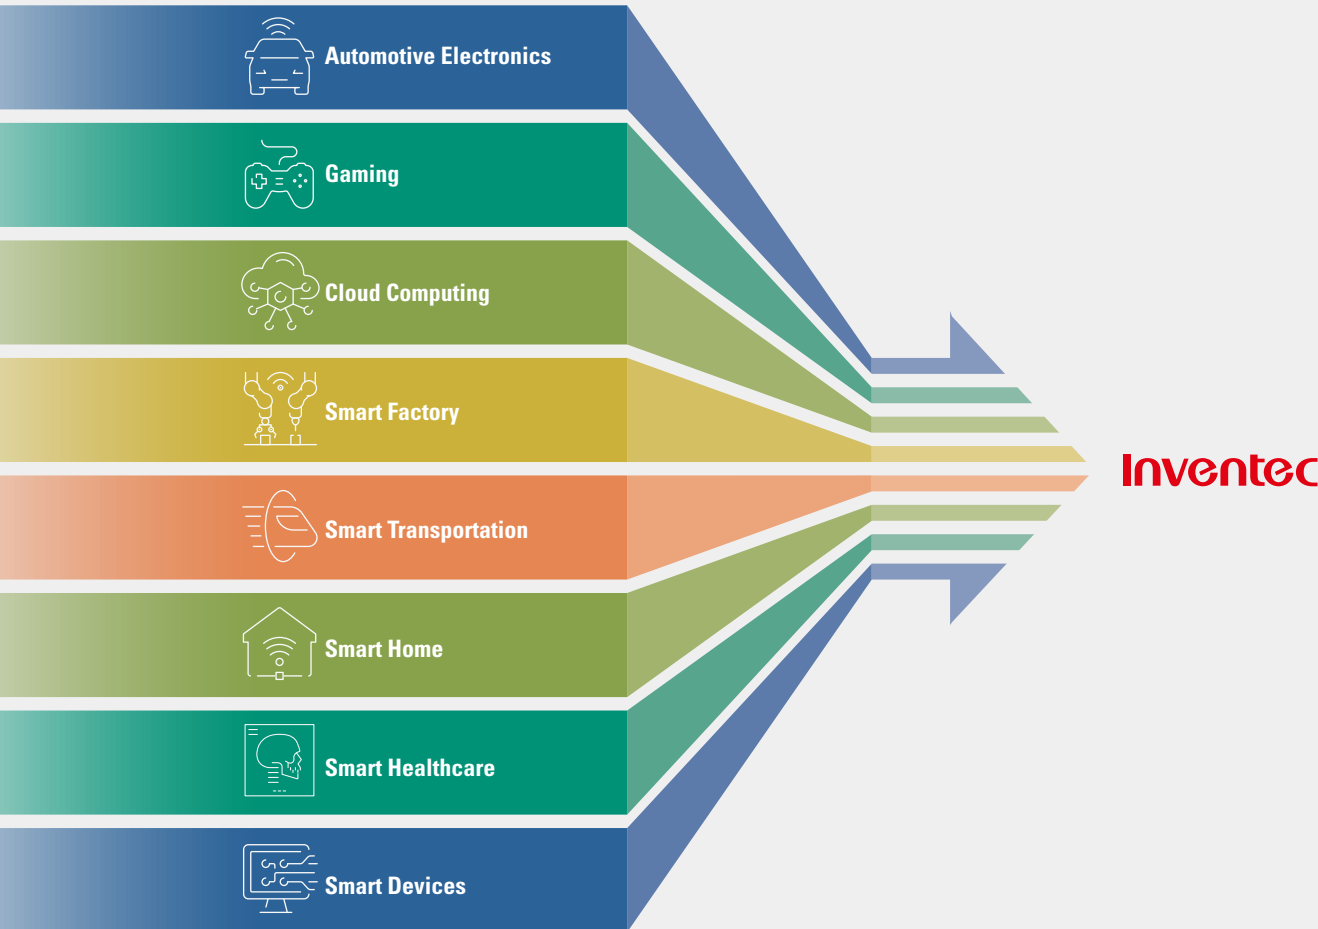 Automotive Electronics
Gaming
Cloud Computing
Smart Factory
Smart Transportation
Smart Home
Smart Healthcare
Smart Devices
Inventec